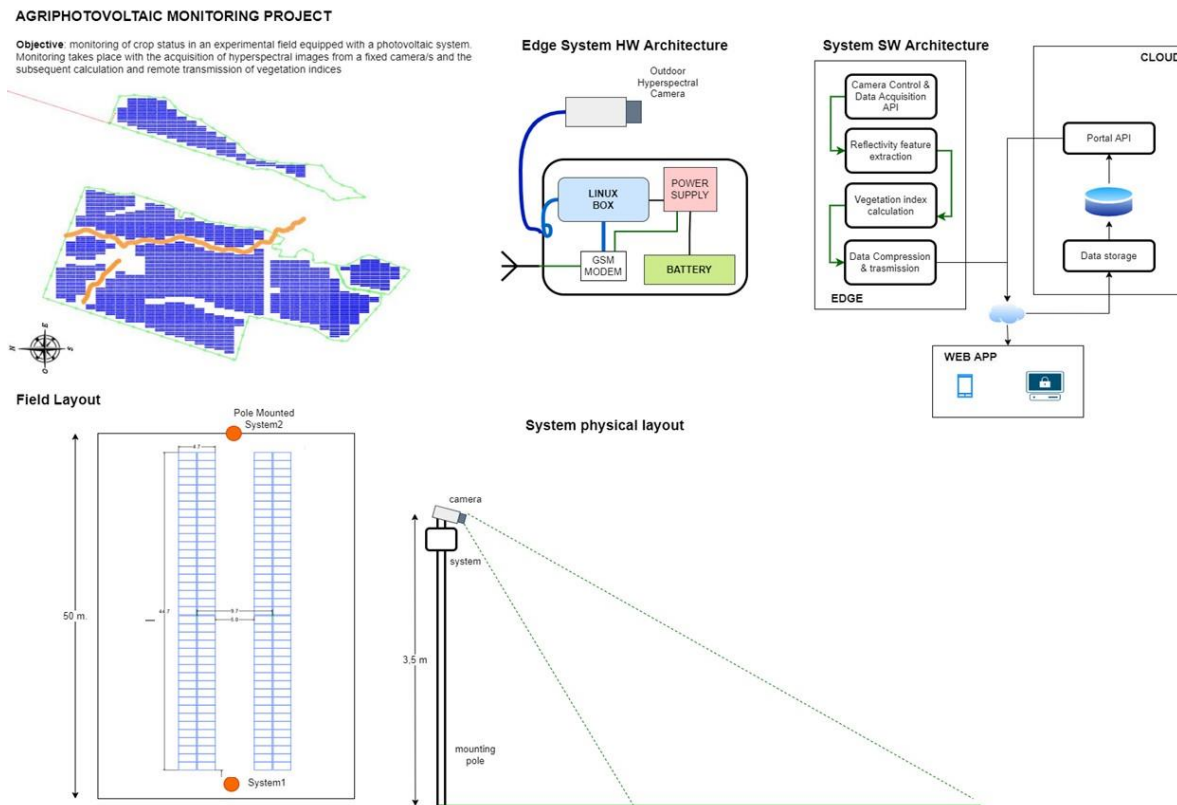 AGRIPHOTOVOLTAIC MONITORING PROJECT
Objective: monitoring of crop status in an experimental field equipped with a photovoltaic system.
Monitoring takes place with the acquisition of hyperspectral images from a fixed camera/s and the
subsequent calculation and remote transmission of vegetation indices
Edge System HW Architecture
Outdoor
Hyperspectral
Camera
LINUX
BOX
POWER
SUPPLY
GSM
MODEM
BATTERY
System SW Architecture
Camera Control &
Data Acquisition
API
Reflectivity feature
extraction
Vegetation index
calculation
Data Compression
& trasmission
EDGE
CLOUD
Portal API
Data storage
WEB APP
Field Layout
Pole Mounted
System2
4.7
50 m.
9.7
System1
System physical layout
camera
system
3,5 m
mounting
pole